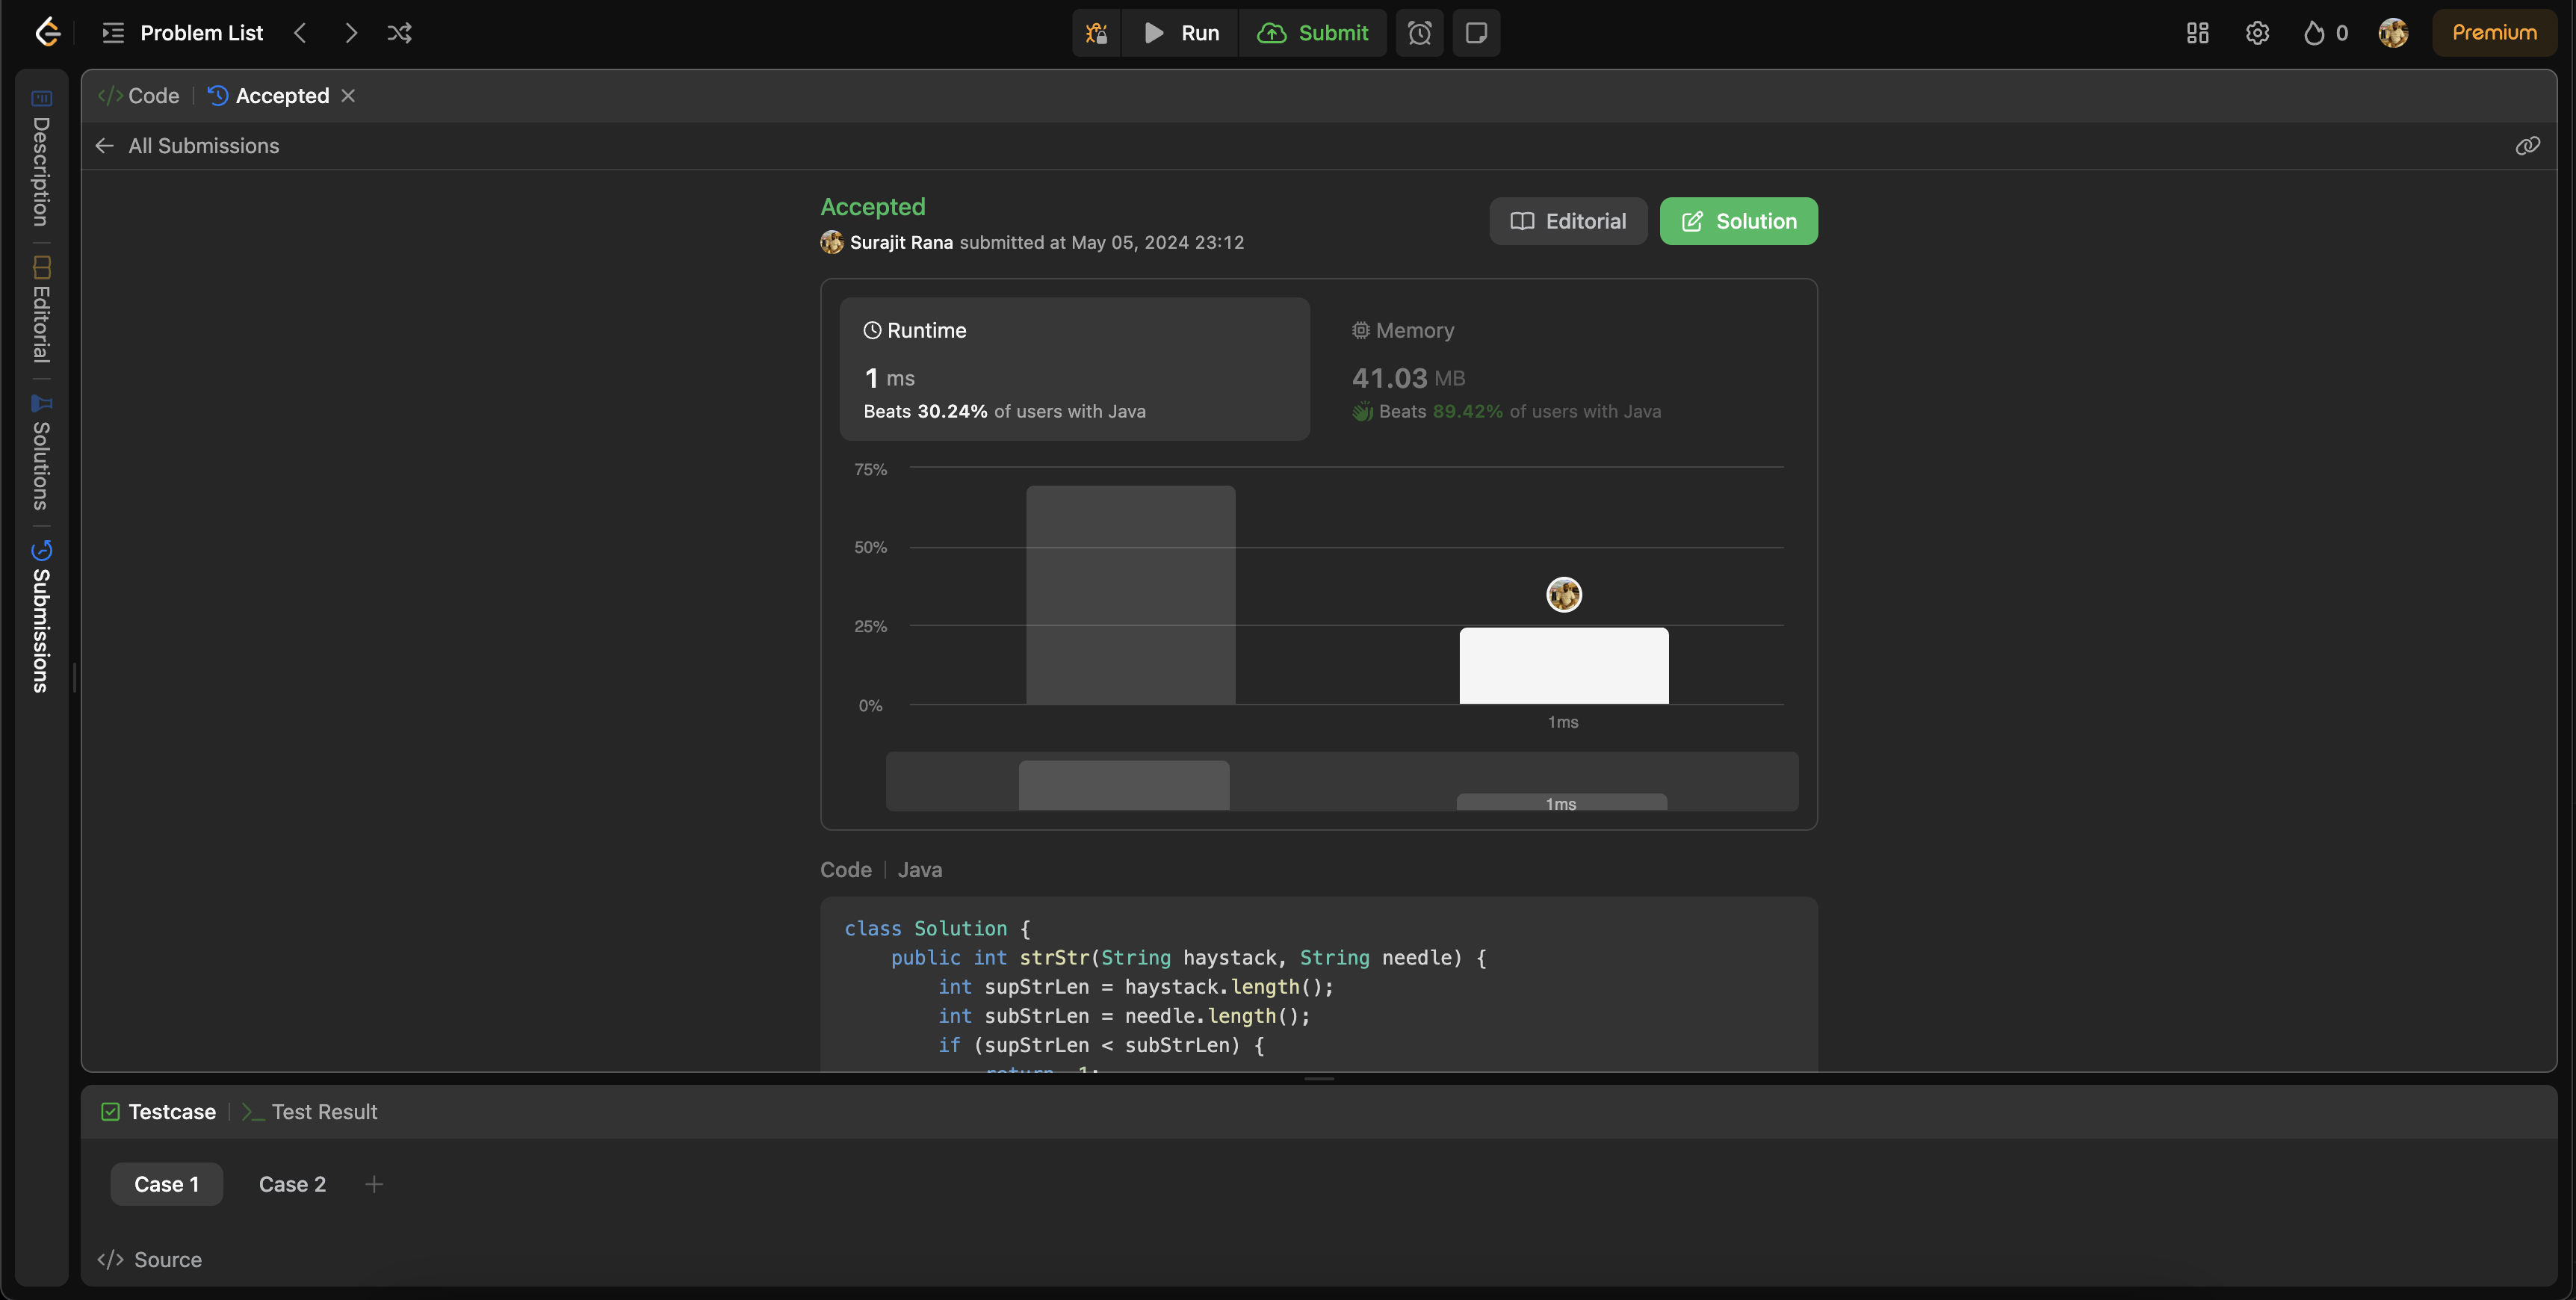 Problem List
Run
Submit
0
Premium
Description
Editorial
Solutions
Submissions
</> Code
Accepted
All Submissions
Accepted
Surajit Rana submitted at May 05, 2024 23:12
Editorial
Solution
Runtime
1 ms
Beats 30.24% of users with Java
Memory
41.03 MB
Beats 89.42% of users with Java
75%
50%
25%
0%
1ms
1ms
Code | Java
class Solution {
    public int strStr(String haystack, String needle) {
        int supStrLen = haystack.length();
        int subStrLen = needle.length();
        if (supStrLen < subStrLen) {
            return -1;
Testcase
Test Result
Case 1
Case 2
</> Source